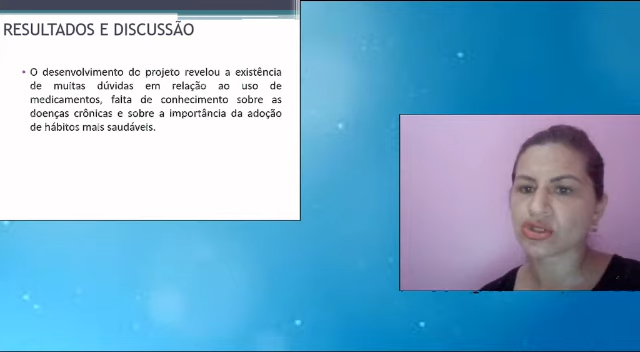 RESULTADOS E DISCUSSÃO
• O desenvolvimento do projeto revelou a existência
de muitas dúvidas em relação ao uso de
medicamentos, falta de conhecimento sobre as
doenças crônicas e sobre a importância da adoção
de hábitos mais saudáveis.